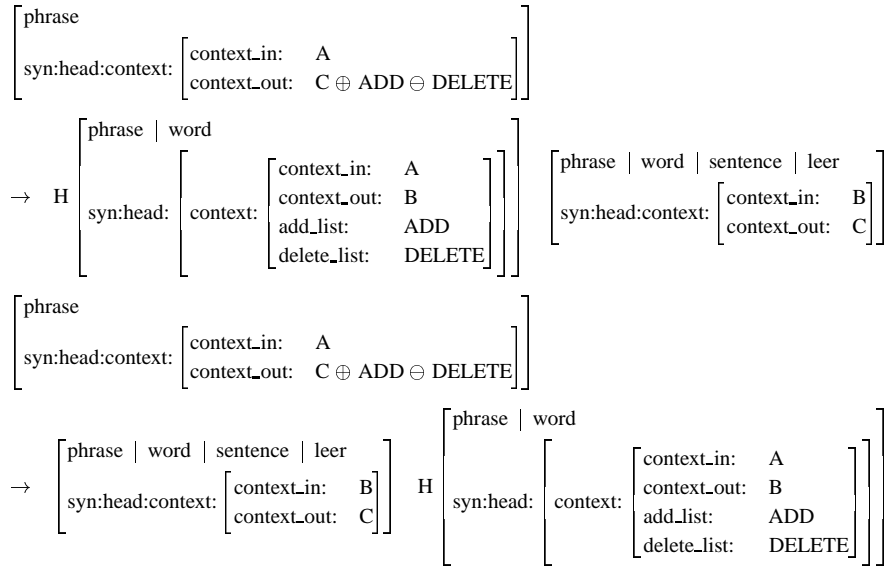 phrase
syn:head:context: context_in: A
context_out: C ⊕ ADD ⊖ DELETE
phrase | word
→ H syn:head: context: context_in: A
context_out: B
add_list: ADD
delete_list: DELETE
phrase | word | sentence | leer
syn:head:context: context_in: B
context_out: C
phrase
syn:head:context: context_in: A
context_out: C ⊕ ADD ⊖ DELETE
→ phrase | word | sentence | leer
syn:head:context: context_in: B
context_out: C
H phrase | word
syn:head: context: context_in: A
context_out: B
add_list: ADD
delete_list: DELETE